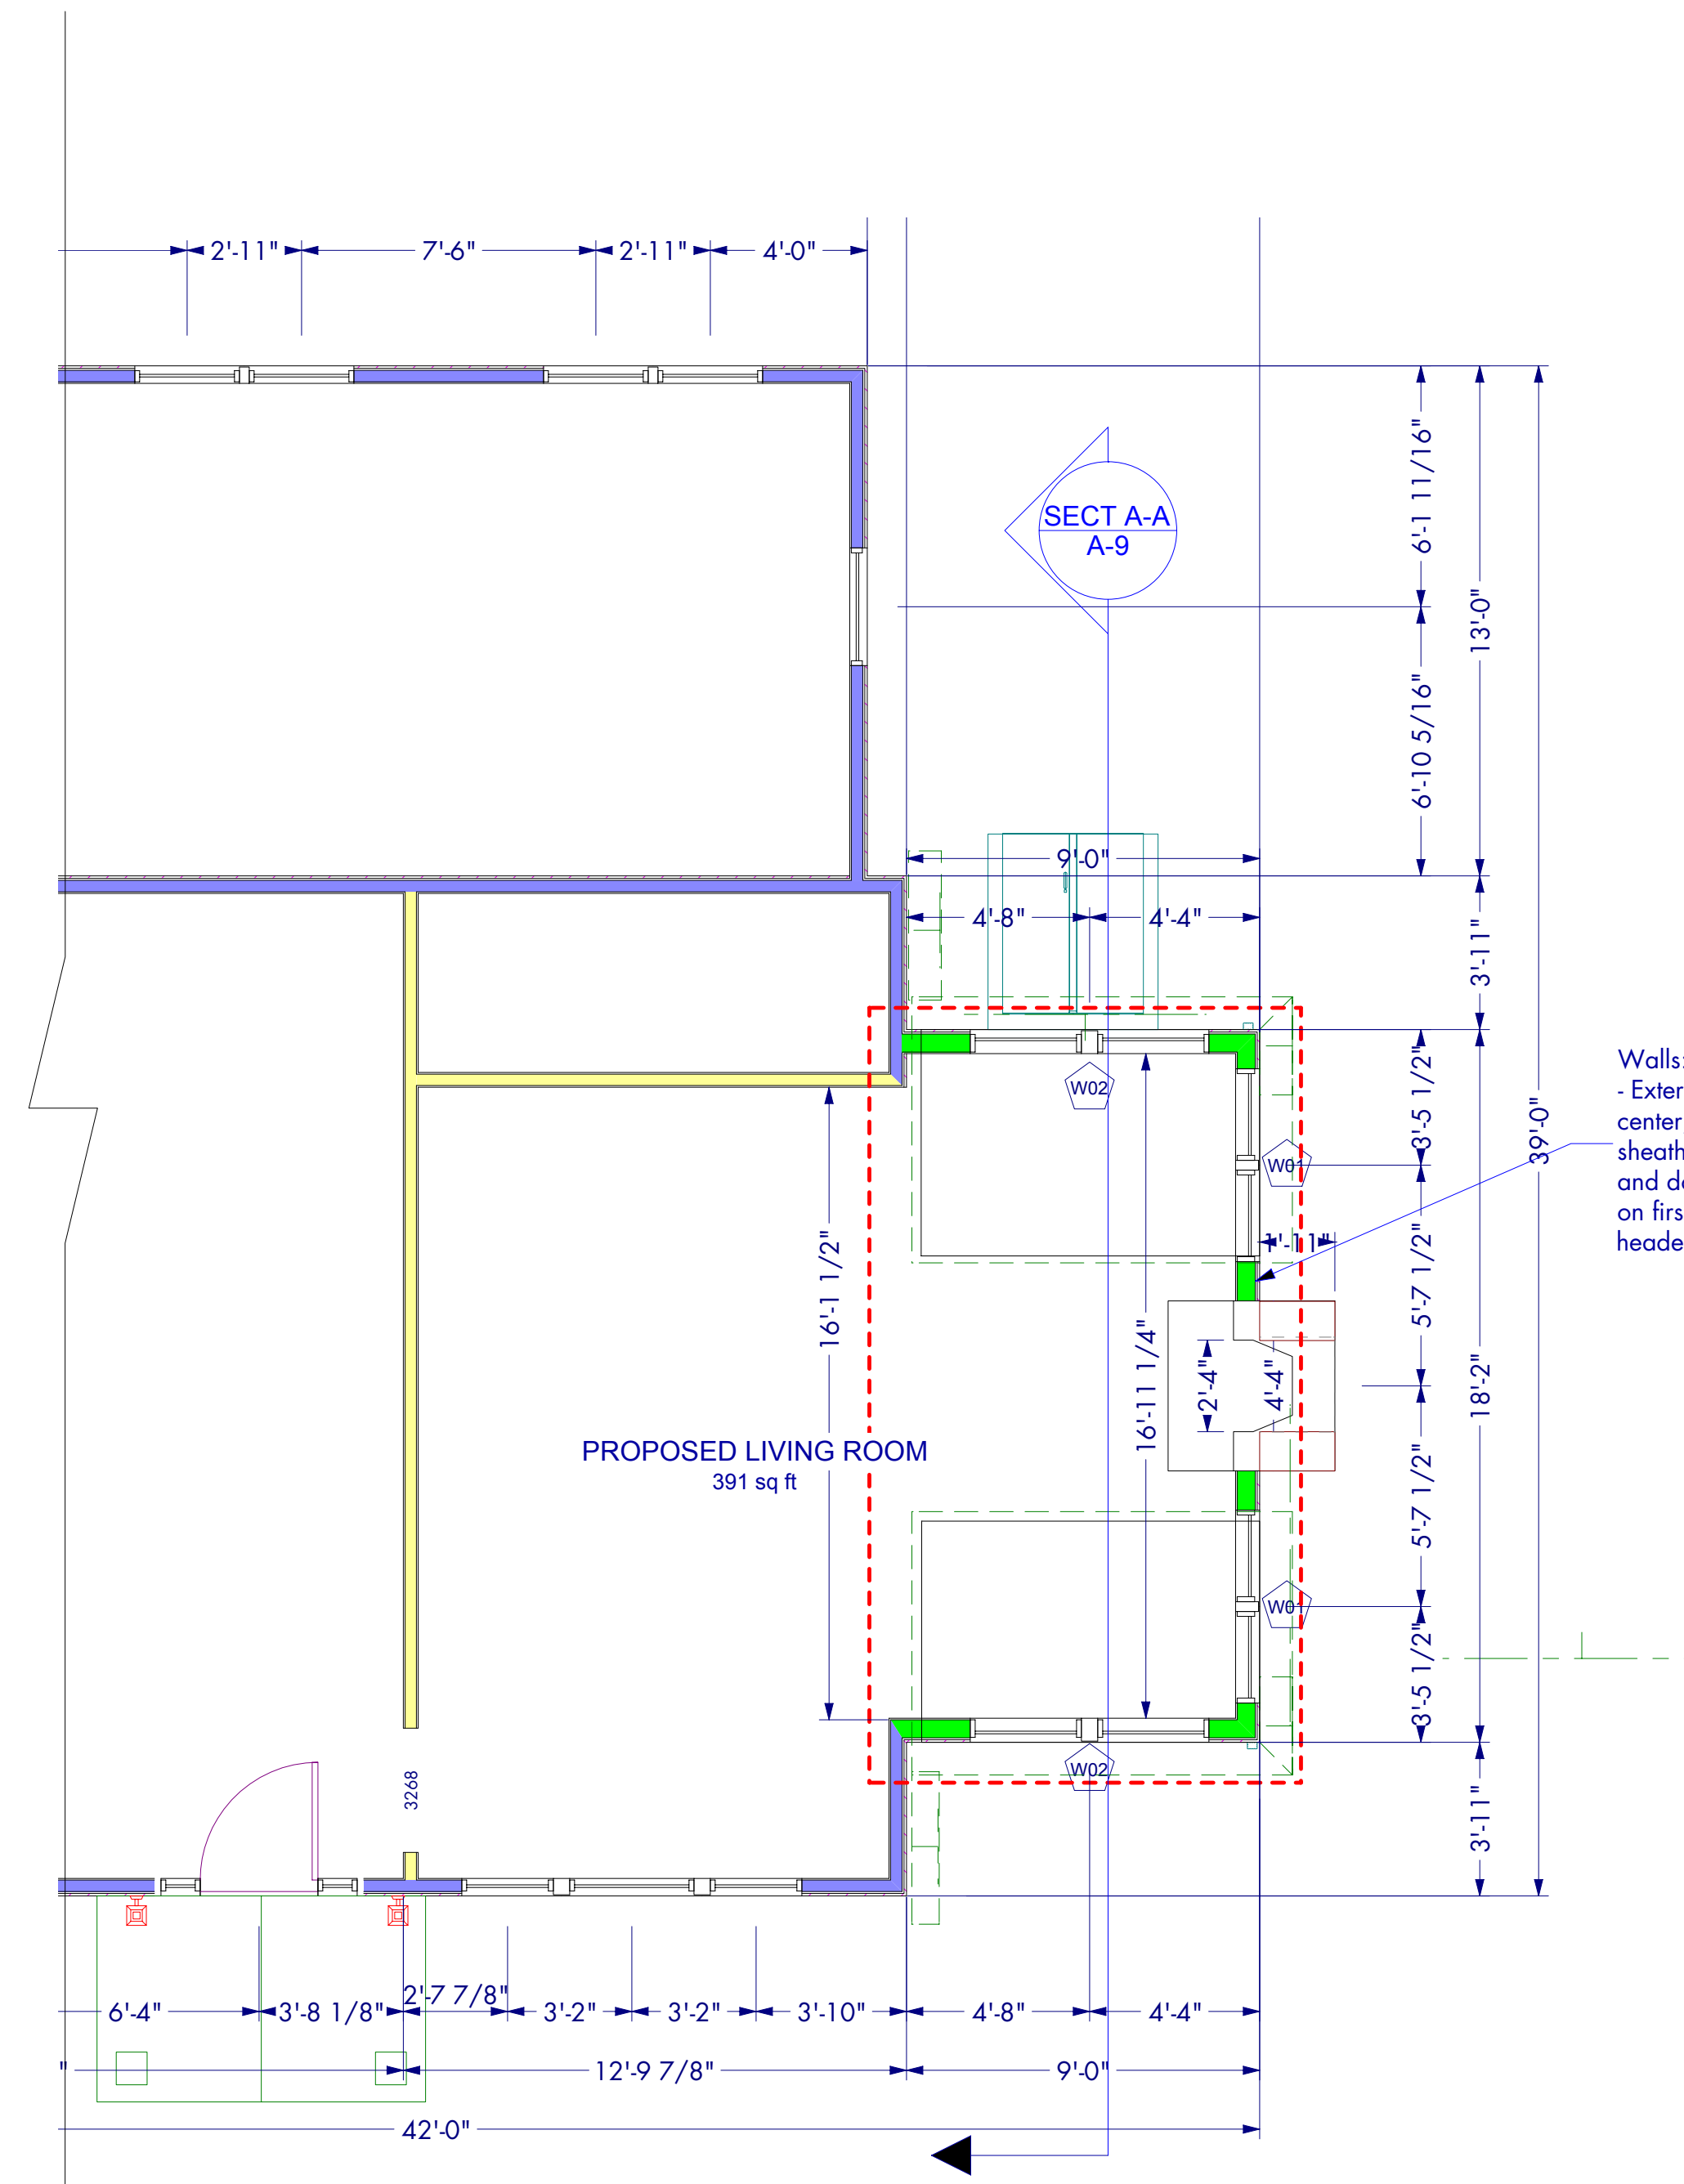 2'-11"
7'-6"
2'-11"
4'-0"
SECT A-A
A-9
6'-1 11/16"
6'-10 5/16"
13'-0"
39'-0"
9'-0"
4'-8"
4'-4"
3'-11"
W02
W01
3'-5 1/2"
Walls:
- Exter
center
sheath
and d
on firs
heade
1'-11"
5'-7 1/2"
16'-1 1/2"
16'-11 1/4"
2'-4"
4'-4"
18'-2"
PROPOSED LIVING ROOM
391 sq ft
5'-7 1/2"
W01
3'-5 1/2"
W02
3268
3'-11"
6'-4"
3'-8 1/8"
2'-7 7/8"
3'-2"
3'-2"
3'-10"
4'-8"
4'-4"
"
12'-9 7/8"
9'-0"
42'-0"